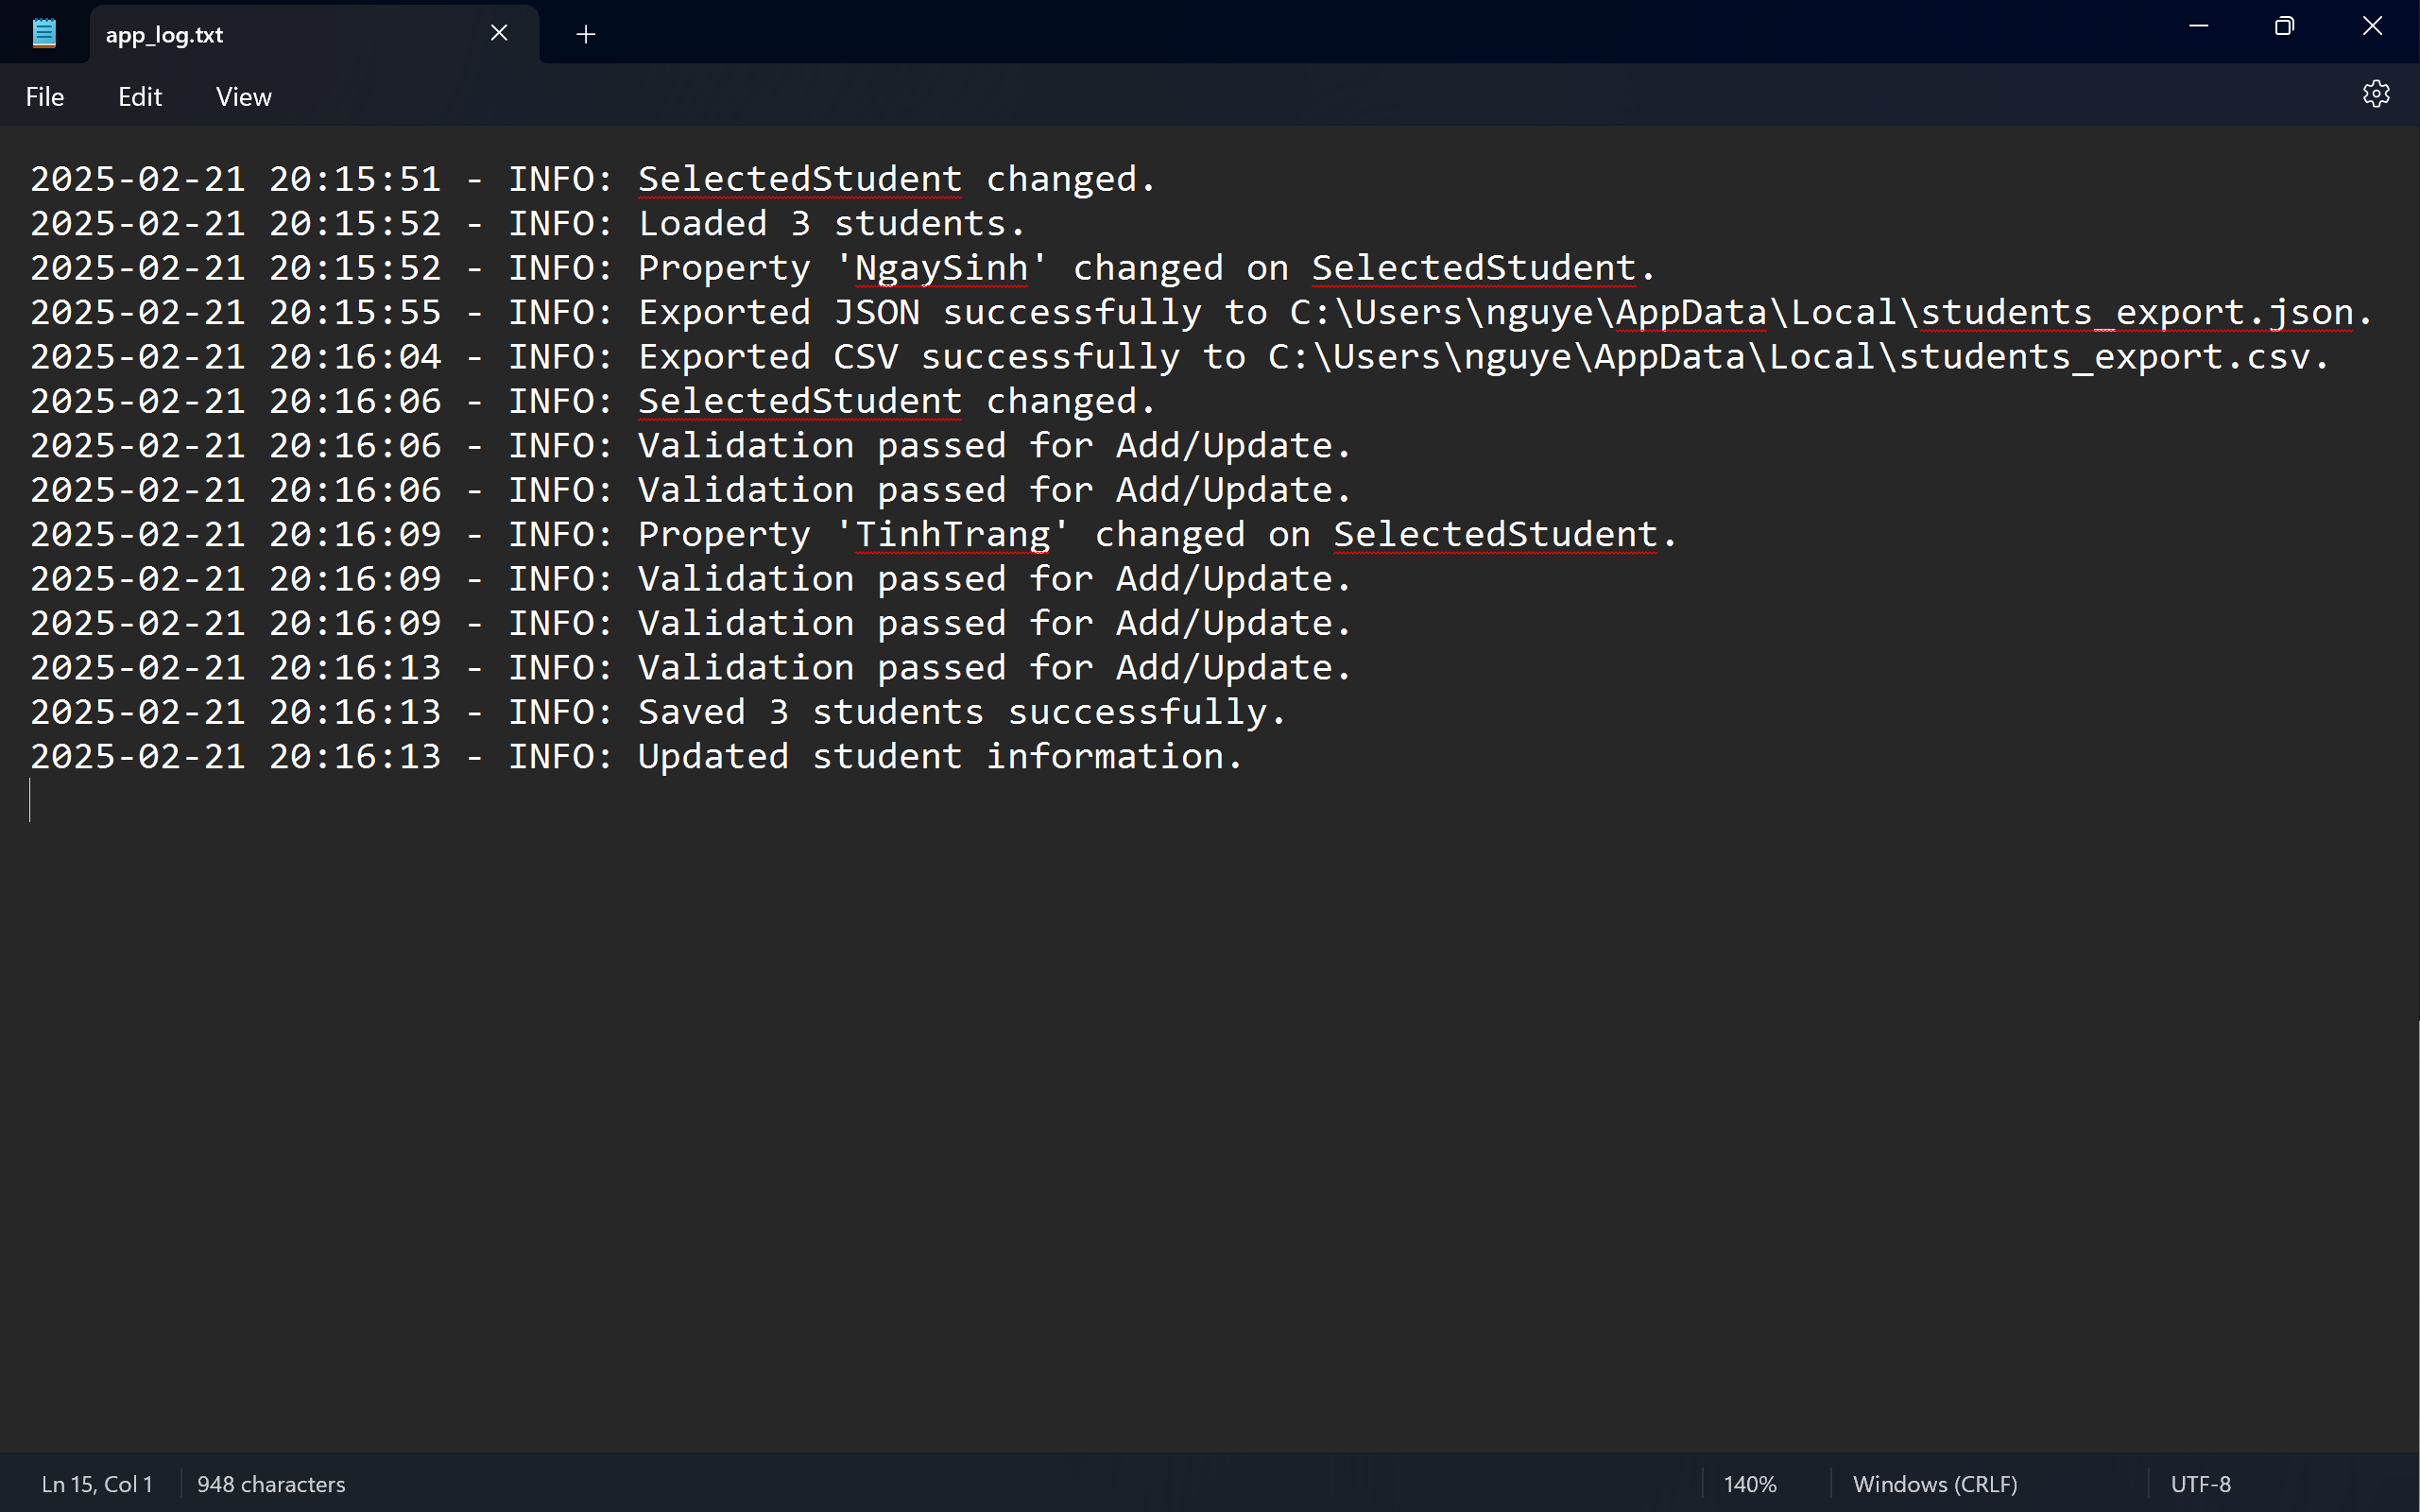 app_log.txt
File Edit View
2025-02-21 20:15:51 - INFO: SelectedStudent changed.
2025-02-21 20:15:52 - INFO: Loaded 3 students.
2025-02-21 20:15:52 - INFO: Property 'NgaySinh' changed on SelectedStudent.
2025-02-21 20:15:55 - INFO: Exported JSON successfully to C:\Users\nguye\AppData\Local\students_export.json.
2025-02-21 20:16:04 - INFO: Exported CSV successfully to C:\Users\nguye\AppData\Local\students_export.csv.
2025-02-21 20:16:06 - INFO: SelectedStudent changed.
2025-02-21 20:16:06 - INFO: Validation passed for Add/Update.
2025-02-21 20:16:06 - INFO: Validation passed for Add/Update.
2025-02-21 20:16:09 - INFO: Property 'TinhTrang' changed on SelectedStudent.
2025-02-21 20:16:09 - INFO: Validation passed for Add/Update.
2025-02-21 20:16:09 - INFO: Validation passed for Add/Update.
2025-02-21 20:16:13 - INFO: Validation passed for Add/Update.
2025-02-21 20:16:13 - INFO: Saved 3 students successfully.
2025-02-21 20:16:13 - INFO: Updated student information.
Ln 15, Col 1 948 characters 140% Windows (CRLF) UTF-8